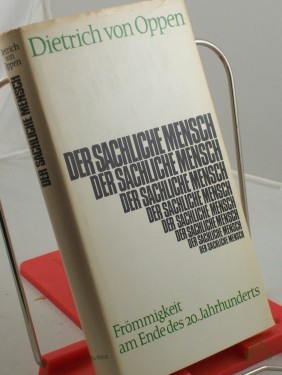 Dietrich von Oppen
DER SACHLICHE MENSCH
DER SACHLICHE MENSCH
DER SACHLICHE MENSCH
DER SACHLICHE MENSCH
DER SACHLICHE MENSCH
DER SACHLICHE MENSCH
DER SACHLICHE MENSCH
DER SACHLICHE MENSCH
Frömmigkeit
am Ende des 20. Jahrhunderts
Dietrich
von
Oppen
DER SACHLICHE MENSCH